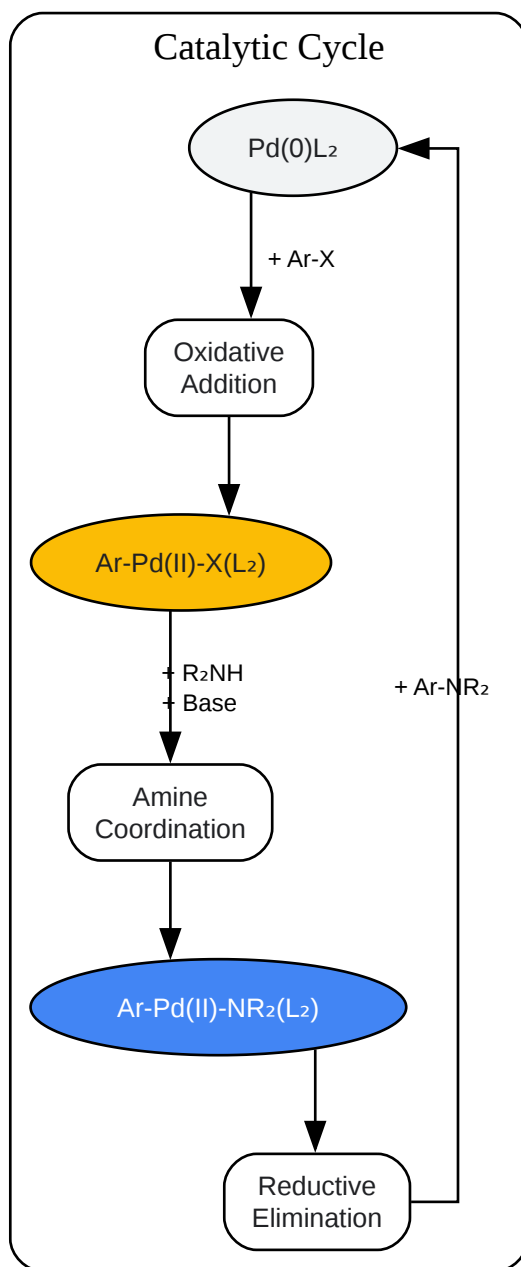 Catalytic Cycle
Pd(0)L₂
+ Ar-X
Oxidative
Addition
Ar-Pd(II)-X(L₂)
+ R₂NH
+ Base
+ Ar-NR₂
Amine
Coordination
Ar-Pd(II)-NR₂(L₂)
Reductive
Elimination